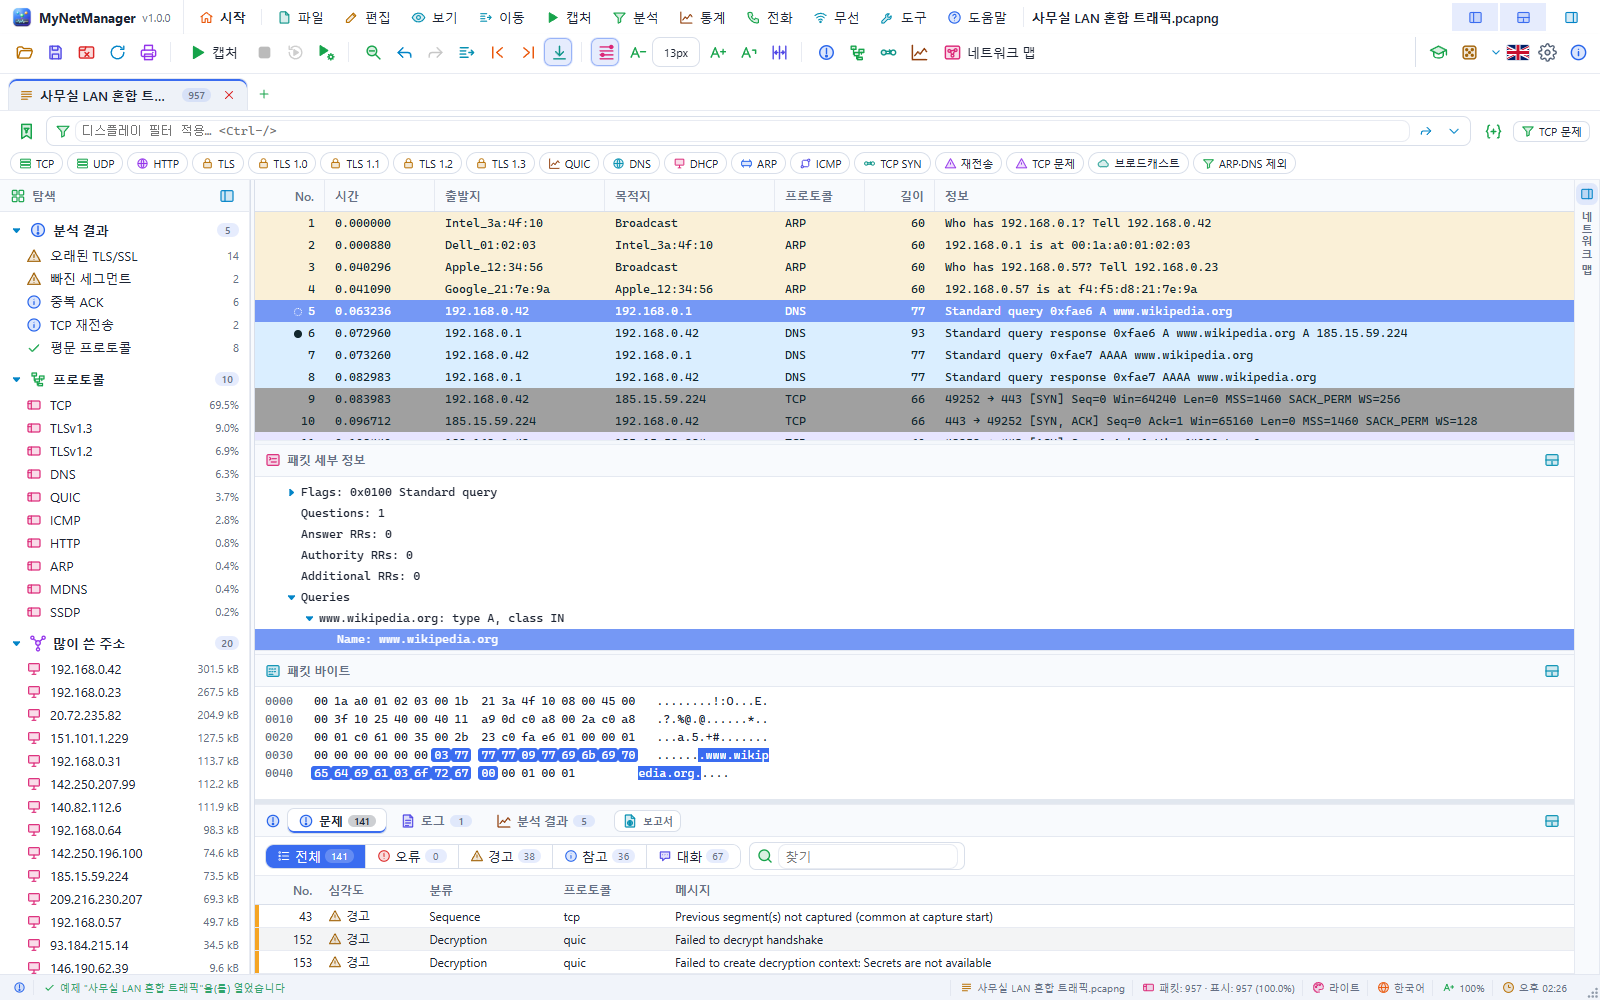 MyNetManager v1.0.0 시작 파일 편집 보기 이동 캡처 분석 통계 전화 무선 도구 도움말 사무실 LAN 혼합 트래픽.pcapng
캡처 A− 13px A+ A 네트워크 맵
사무실 LAN 혼합 트... 957
디스플레이 필터 적용… <Ctrl-/> TCP 문제
TCP UDP HTTP TLS TLS 1.0 TLS 1.1 TLS 1.2 TLS 1.3 QUIC DNS DHCP ARP ICMP TCP SYN 재전송 TCP 문제 브로드캐스트 ARP·DNS 제외
탐색
분석 결과 5
오래된 TLS/SSL 14
빠진 세그먼트 2
중복 ACK 6
TCP 재전송 2
평문 프로토콜 8
프로토콜 10
TCP 69.5%
TLSv1.3 9.0%
TLSv1.2 6.9%
DNS 6.3%
QUIC 3.7%
ICMP 2.8%
HTTP 0.8%
ARP 0.4%
MDNS 0.4%
SSDP 0.2%
많이 쓴 주소 20
192.168.0.42 301.5 kB
192.168.0.23 267.5 kB
20.72.235.82 204.9 kB
151.101.1.229 127.5 kB
192.168.0.31 113.7 kB
142.250.207.99 112.2 kB
140.82.112.6 111.9 kB
192.168.0.64 98.3 kB
142.250.196.100 74.6 kB
185.15.59.224 73.5 kB
209.216.230.207 69.3 kB
192.168.0.57 49.7 kB
93.184.215.14 34.5 kB
146.190.62.39 9.6 kB
No. 시간 출발지 목적지 프로토콜 길이 정보
1 0.000000 Intel_3a:4f:10 Broadcast ARP 60 Who has 192.168.0.1? Tell 192.168.0.42
2 0.000880 Dell_01:02:03 Intel_3a:4f:10 ARP 60 192.168.0.1 is at 00:1a:a0:01:02:03
3 0.040296 Apple_12:34:56 Broadcast ARP 60 Who has 192.168.0.57? Tell 192.168.0.23
4 0.041090 Google_21:7e:9a Apple_12:34:56 ARP 60 192.168.0.57 is at f4:f5:d8:21:7e:9a
5 0.063236 192.168.0.42 192.168.0.1 DNS 77 Standard query 0xfae6 A www.wikipedia.org
6 0.072960 192.168.0.1 192.168.0.42 DNS 93 Standard query response 0xfae6 A www.wikipedia.org A 185.15.59.224
7 0.073260 192.168.0.42 192.168.0.1 DNS 77 Standard query 0xfae7 AAAA www.wikipedia.org
8 0.082983 192.168.0.1 192.168.0.42 DNS 77 Standard query response 0xfae7 AAAA www.wikipedia.org
9 0.083983 192.168.0.42 185.15.59.224 TCP 66 49252 → 443 [SYN] Seq=0 Win=64240 Len=0 MSS=1460 SACK_PERM WS=256
10 0.096712 185.15.59.224 192.168.0.42 TCP 66 443 → 49252 [SYN, ACK] Seq=0 Ack=1 Win=65160 Len=0 MSS=1460 SACK_PERM WS=128
네트워크 맵
패킷 세부 정보
Flags: 0x0100 Standard query
Questions: 1
Answer RRs: 0
Authority RRs: 0
Additional RRs: 0
Queries
www.wikipedia.org: type A, class IN
Name: www.wikipedia.org
패킷 바이트
0000 00 1a a0 01 02 03 00 1b 21 3a 4f 10 08 00 45 00 ........!:O...E.
0010 00 3f 10 25 40 00 40 11 a9 0d c0 a8 00 2a c0 a8 .?.%@.@......*..
0020 00 01 c0 61 00 35 00 2b 23 c0 fa e6 01 00 00 01 ...a.5.+#.......
0030 00 00 00 00 00 00 03 77 77 77 09 77 69 6b 69 70 .......www.wikip
0040 65 64 69 61 03 6f 72 67 00 00 01 00 01 edia.org.....
문제 141 로그 1 분석 결과 5 보고서
전체 141 오류 0 경고 38 참고 36 대화 67 찾기
No. 심각도 분류 프로토콜 메시지
43 경고 Sequence tcp Previous segment(s) not captured (common at capture start)
152 경고 Decryption quic Failed to decrypt handshake
153 경고 Decryption quic Failed to create decryption context: Secrets are not available
예제 "사무실 LAN 혼합 트래픽"을(를) 열었습니다 사무실 LAN 혼합 트래픽.pcapng 패킷: 957 · 표시: 957 (100.0%) 라이트 한국어 A+ 100% 오후 02:26